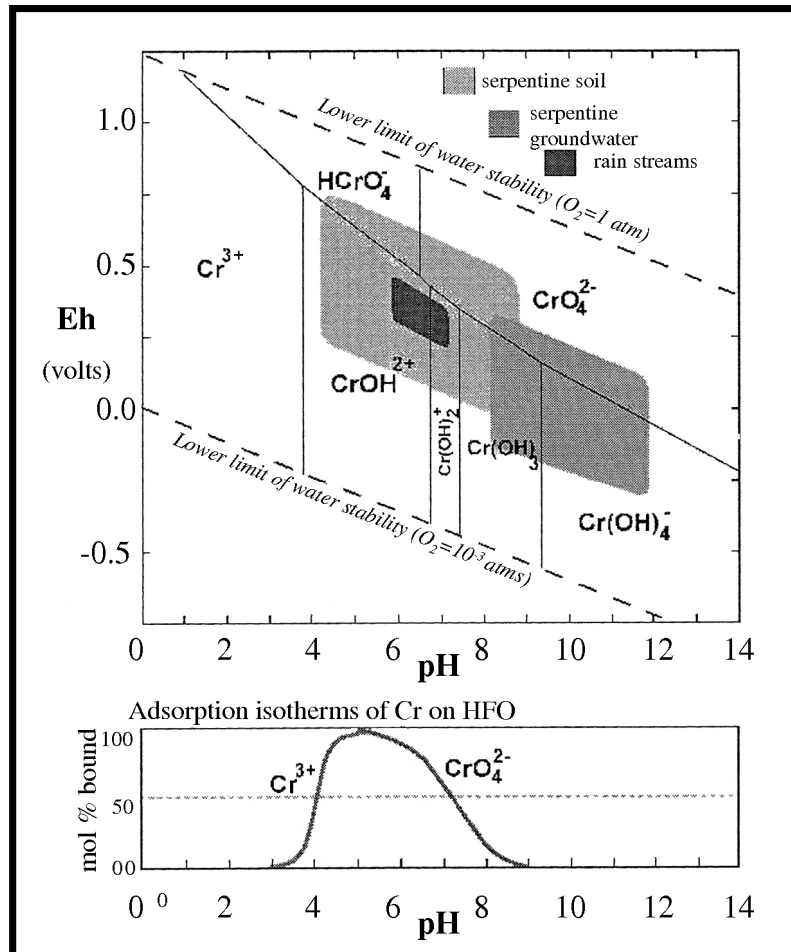 serpentine soil
serpentine
groundwater
rain streams
Lower limit of water stability (O₂=1 atm)
1.0
HCrO₄⁻
Cr³⁺
0.5
CrO₄²⁻
Eh
(volts)
CrOH²⁺
0.0
Cr(OH)₂⁺
Cr(OH)₃
Lower limit of water stability (O₂=10⁻³ atms)
Cr(OH)₄⁻
-0.5
0 2 4 6 8 10 12 14
pH
Adsorption isotherms of Cr on HFO
mol % bound
100
Cr³⁺
CrO₄²⁻
50
00
0 0 2 4 6 8 10 12 14
pH